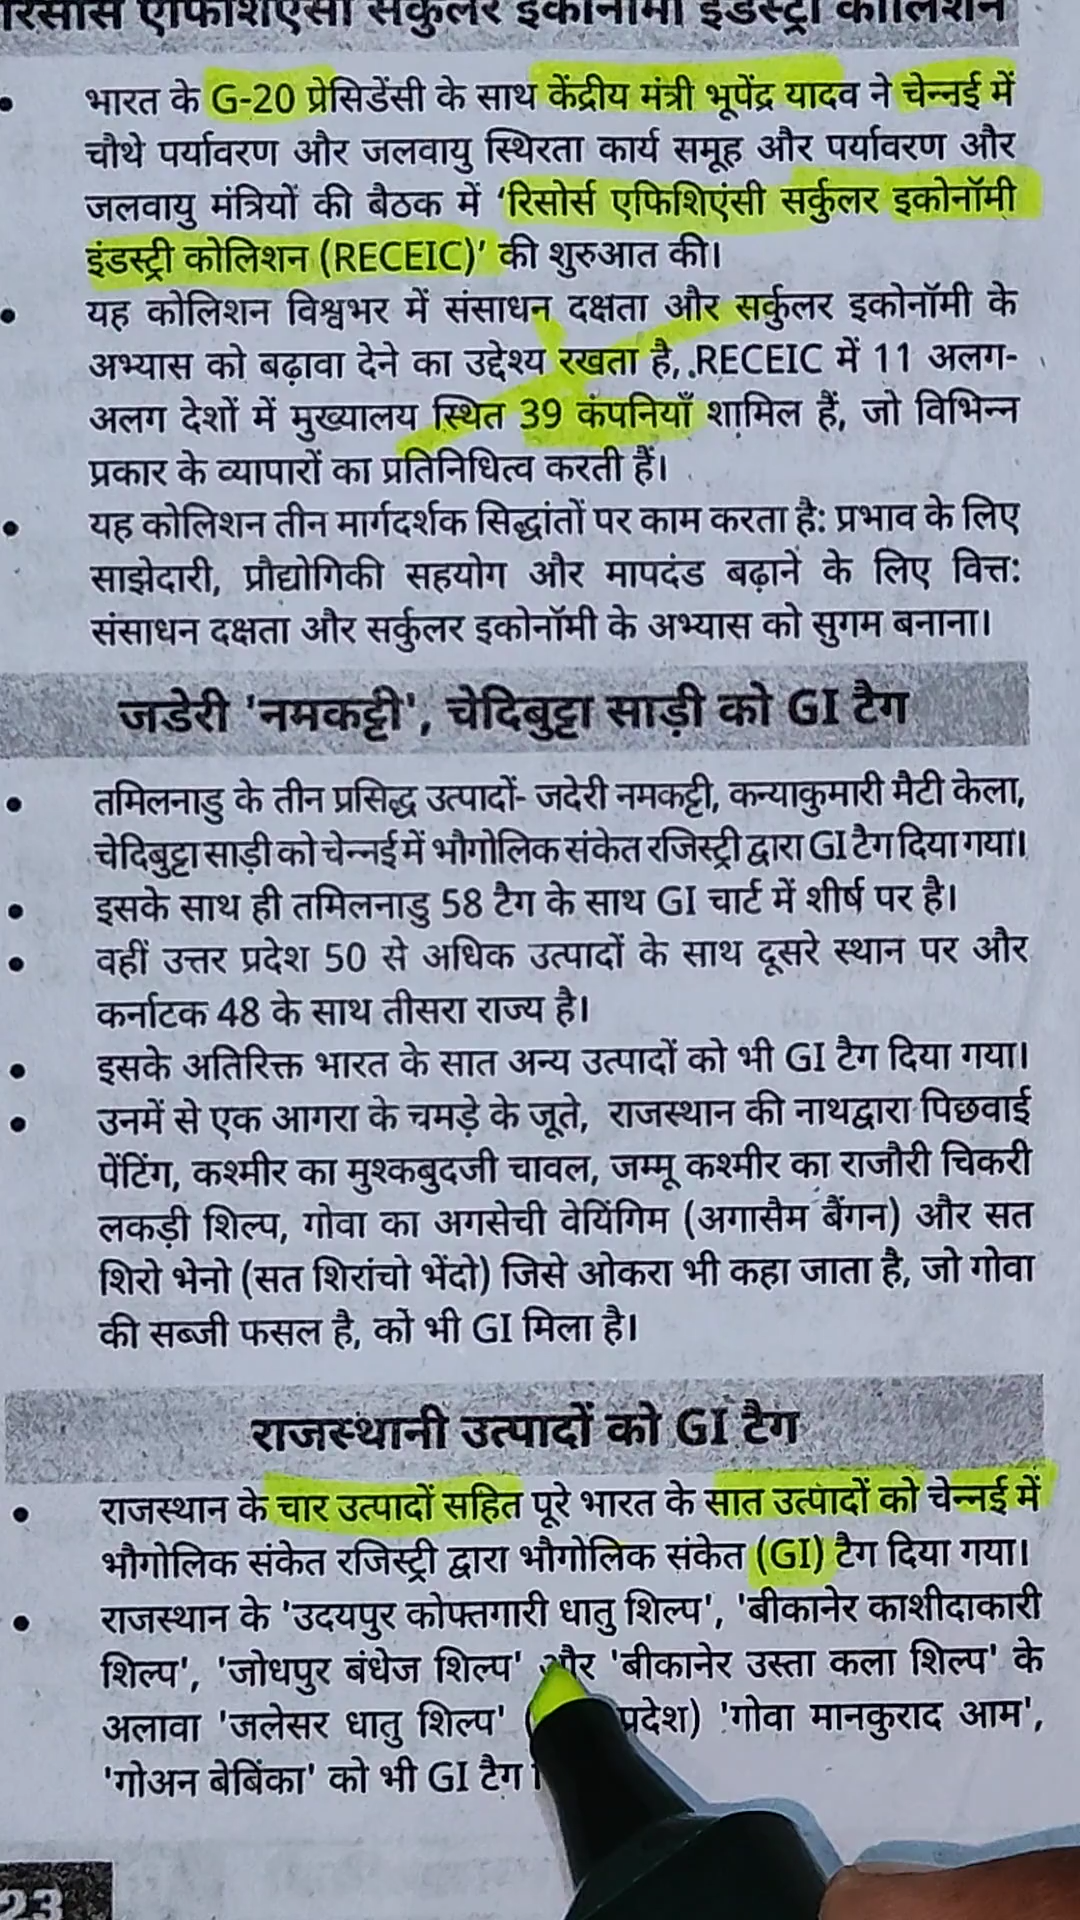 रिसोर्स एफिशिएंसी सर्कुलर इकोनॉमी इंडस्ट्री कोलिशन
भारत के G-20 प्रेसिडेंसी के साथ केंद्रीय मंत्री भूपेंद्र यादव ने चेन्नई में
चौथे पर्यावरण और जलवायु स्थिरता कार्य समूह और पर्यावरण और
जलवायु मंत्रियों की बैठक में ‘रिसोर्स एफिशिएंसी सर्कुलर इकोनॉमी
इंडस्ट्री कोलिशन (RECEIC)’ की शुरुआत की।
यह कोलिशन विश्वभर में संसाधन दक्षता और सर्कुलर इकोनॉमी के
अभ्यास को बढ़ावा देने का उद्देश्य रखता है, RECEIC में 11 अलग-
अलग देशों में मुख्यालय स्थित 39 कंपनियाँ शामिल हैं, जो विभिन्न
प्रकार के व्यापारों का प्रतिनिधित्व करती हैं।
यह कोलिशन तीन मार्गदर्शक सिद्धांतों पर काम करता है: प्रभाव के लिए
साझेदारी, प्रौद्योगिकी सहयोग और मापदंड बढ़ाने के लिए वित्त:
संसाधन दक्षता और सर्कुलर इकोनॉमी के अभ्यास को सुगम बनाना।
जडेरी 'नमकट्टी', चेदिबुट्टा साड़ी को GI टैग
तमिलनाडु के तीन प्रसिद्ध उत्पादों- जदेरी नमकट्टी, कन्याकुमारी मैटी केला,
चेदिबुट्टा साड़ी को चेन्नई में भौगोलिक संकेत रजिस्ट्री द्वारा GI टैग दिया गया।
इसके साथ ही तमिलनाडु 58 टैग के साथ GI चार्ट में शीर्ष पर है।
वहीं उत्तर प्रदेश 50 से अधिक उत्पादों के साथ दूसरे स्थान पर और
कर्नाटक 48 के साथ तीसरा राज्य है।
इसके अतिरिक्त भारत के सात अन्य उत्पादों को भी GI टैग दिया गया।
उनमें से एक आगरा के चमड़े के जूते, राजस्थान की नाथद्वारा पिछवाई
पेंटिंग, कश्मीर का मुश्कबुदजी चावल, जम्मू कश्मीर का राजौरी चिकरी
लकड़ी शिल्प, गोवा का अगसेची वेयिंगिम (अगासैम बैंगन) और सत
शिरो भेनो (सत शिरांचो भेंदो) जिसे ओकरा भी कहा जाता है, जो गोवा
की सब्जी फसल है, को भी GI मिला है।
राजस्थानी उत्पादों को GI टैग
राजस्थान के चार उत्पादों सहित पूरे भारत के सात उत्पादों को चेन्नई में
भौगोलिक संकेत रजिस्ट्री द्वारा भौगोलिक संकेत (GI) टैग दिया गया।
राजस्थान के 'उदयपुर कोफ्तगारी धातु शिल्प', 'बीकानेर काशीदाकारी
शिल्प', 'जोधपुर बंधेज शिल्प' और 'बीकानेर उस्ता कला शिल्प' के
अलावा 'जलेसर धातु शिल्प' ( प्रदेश) 'गोवा मानकुराद आम',
'गोअन बेबिंका' को भी GI टैग
23